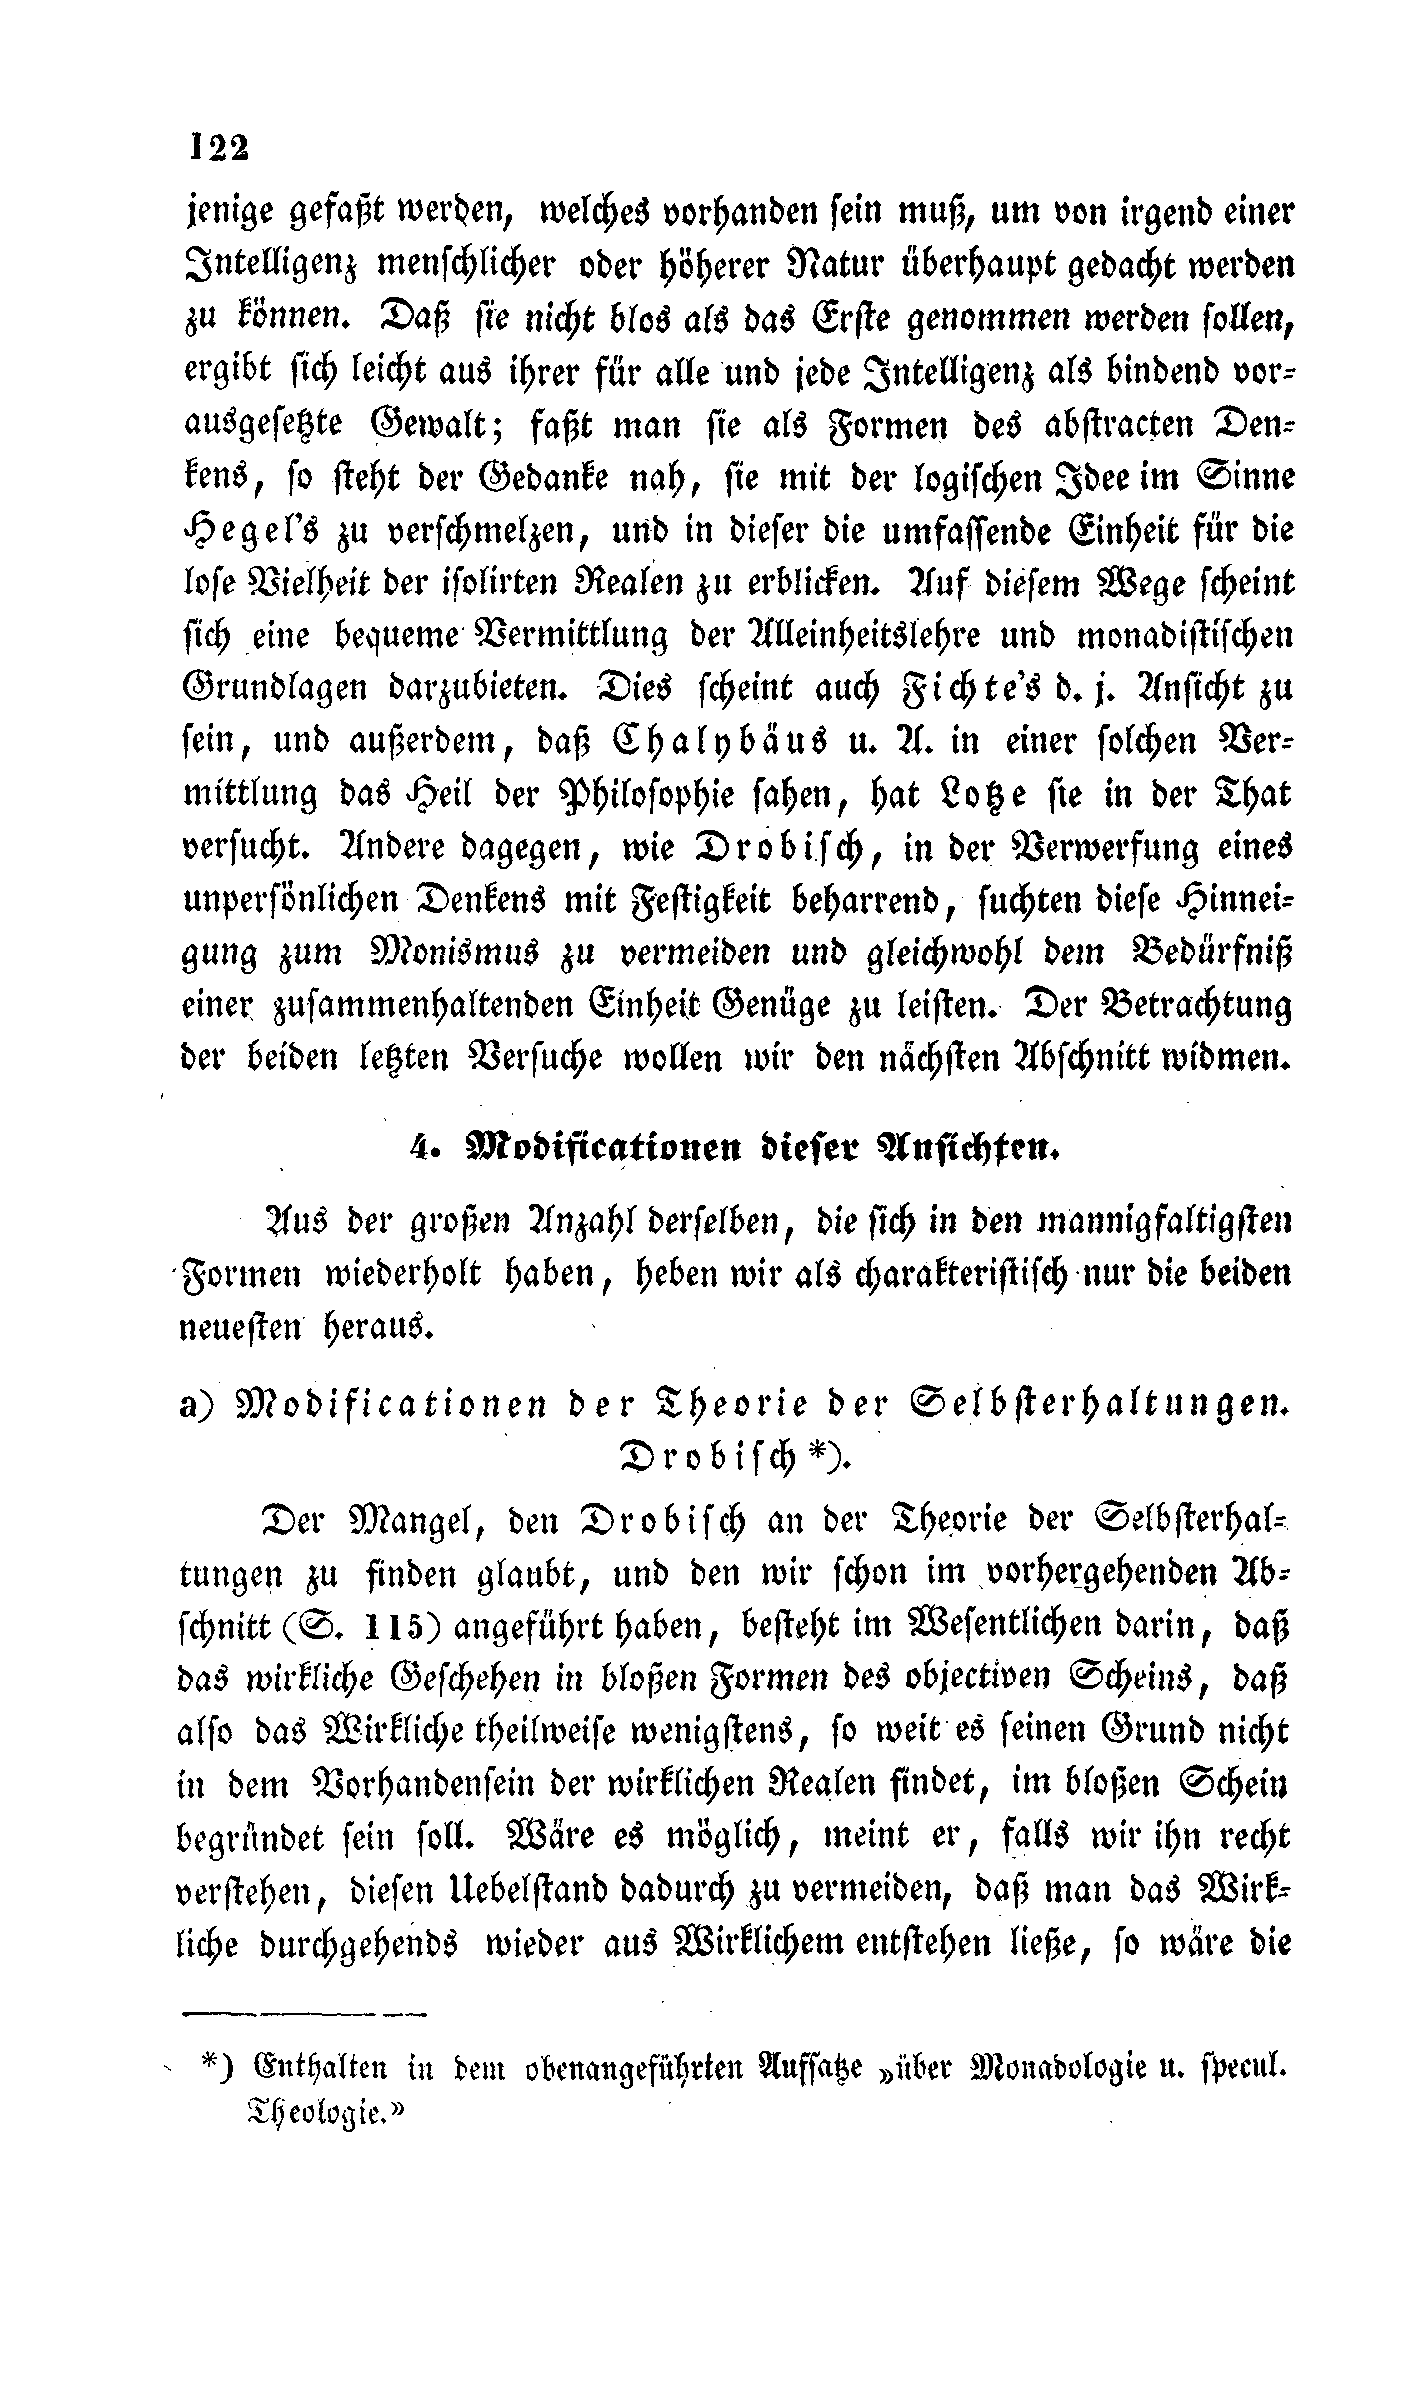 122
jenige gefaßt werden, welches vorhanden sein muß, um von irgend einer
Intelligenz menschlicher oder höherer Natur überhaupt gedacht werden
zu können. Daß sie nicht blos als das Erste genommen werden sollen,
ergibt sich leicht aus ihrer für alle und jede Intelligenz als bindend vor-
ausgesetzte Gewalt; faßt man sie als Formen des abstracten Den-
kens, so steht der Gedanke nah, sie mit der logischen Idee im Sinne
Hegel's zu verschmelzen, und in dieser die umfassende Einheit für die
lose Vielheit der isolirten Realen zu erblicken. Auf diesem Wege scheint
sich eine bequeme Vermittlung der Alleinheitslehre und monadistischen
Grundlagen darzubieten. Dies scheint auch Fichte's d. j. Ansicht zu
sein, und außerdem, daß Chalybäus u. A. in einer solchen Ver-
mittlung das Heil der Philosophie sahen, hat Lotze sie in der That
versucht. Andere dagegen, wie Drobisch, in der Verwerfung eines
unpersönlichen Denkens mit Festigkeit beharrend, suchten diese Hinnei-
gung zum Monismus zu vermeiden und gleichwohl dem Bedürfniß
einer zusammenhaltenden Einheit Genüge zu leisten. Der Betrachtung
der beiden letzten Versuche wollen wir den nächsten Abschnitt widmen.
4. Modificationen dieser Ansichten.
Aus der großen Anzahl derselben, die sich in den mannigfaltigsten
Formen wiederholt haben, heben wir als charakteristisch nur die beiden
neuesten heraus.
a) Modificationen der Theorie der Selbsterhaltungen.
Drobisch *).
Der Mangel, den Drobisch an der Theorie der Selbsterhal-
tungen zu finden glaubt, und den wir schon im vorhergehenden Ab-
schnitt (S. 115) angeführt haben, besteht im Wesentlichen darin, daß
das wirkliche Geschehen in bloßen Formen des objectiven Scheins, daß
also das Wirkliche theilweise wenigstens, so weit es seinen Grund nicht
in dem Vorhandensein der wirklichen Realen findet, im bloßen Schein
begründet sein soll. Wäre es möglich, meint er, falls wir ihn recht
verstehen, diesen Uebelstand dadurch zu vermeiden, daß man das Wirk-
liche durchgehends wieder aus Wirklichem entstehen ließe, so wäre die
*) Enthalten in dem obenangeführten Aufsatze »über Monadologie u. specul.
Theologie.»